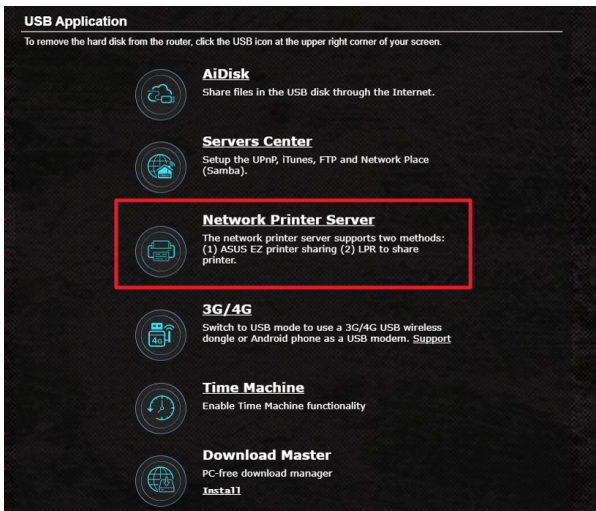 USB Application
To remove the hard disk from the router, click the USB icon at the upper right corner of your screen.
AiDisk
Share files in the USB disk through the Internet.
Servers Center
Setup the UPnP, iTunes, FTP and Network Place
(Samba).
Network Printer Server
The network printer server supports two methods:
(1) ASUS EZ printer sharing (2) LPR to share
printer.
3G/4G
4G
Switch to USB mode to use a 3G/4G USB wireless
dongle or Android phone as a USB modem. Support
Time Machine
Enable Time Machine functionality
Download Master
PC-free download manager
Install